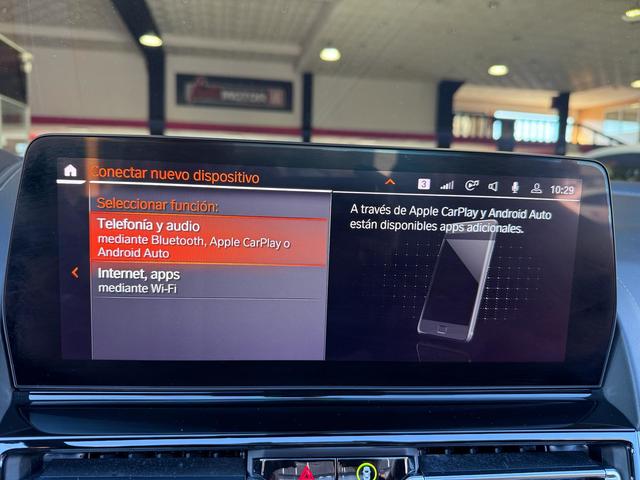 MOTOR
Conectar nuevo dispositivo
3
10:29
Seleccionar función:
Telefonía y audio
mediante Bluetooth, Apple CarPlay o
Android Auto
Internet, apps
mediante Wi-Fi
A través de Apple CarPlay y Android Auto
están disponibles apps adicionales.